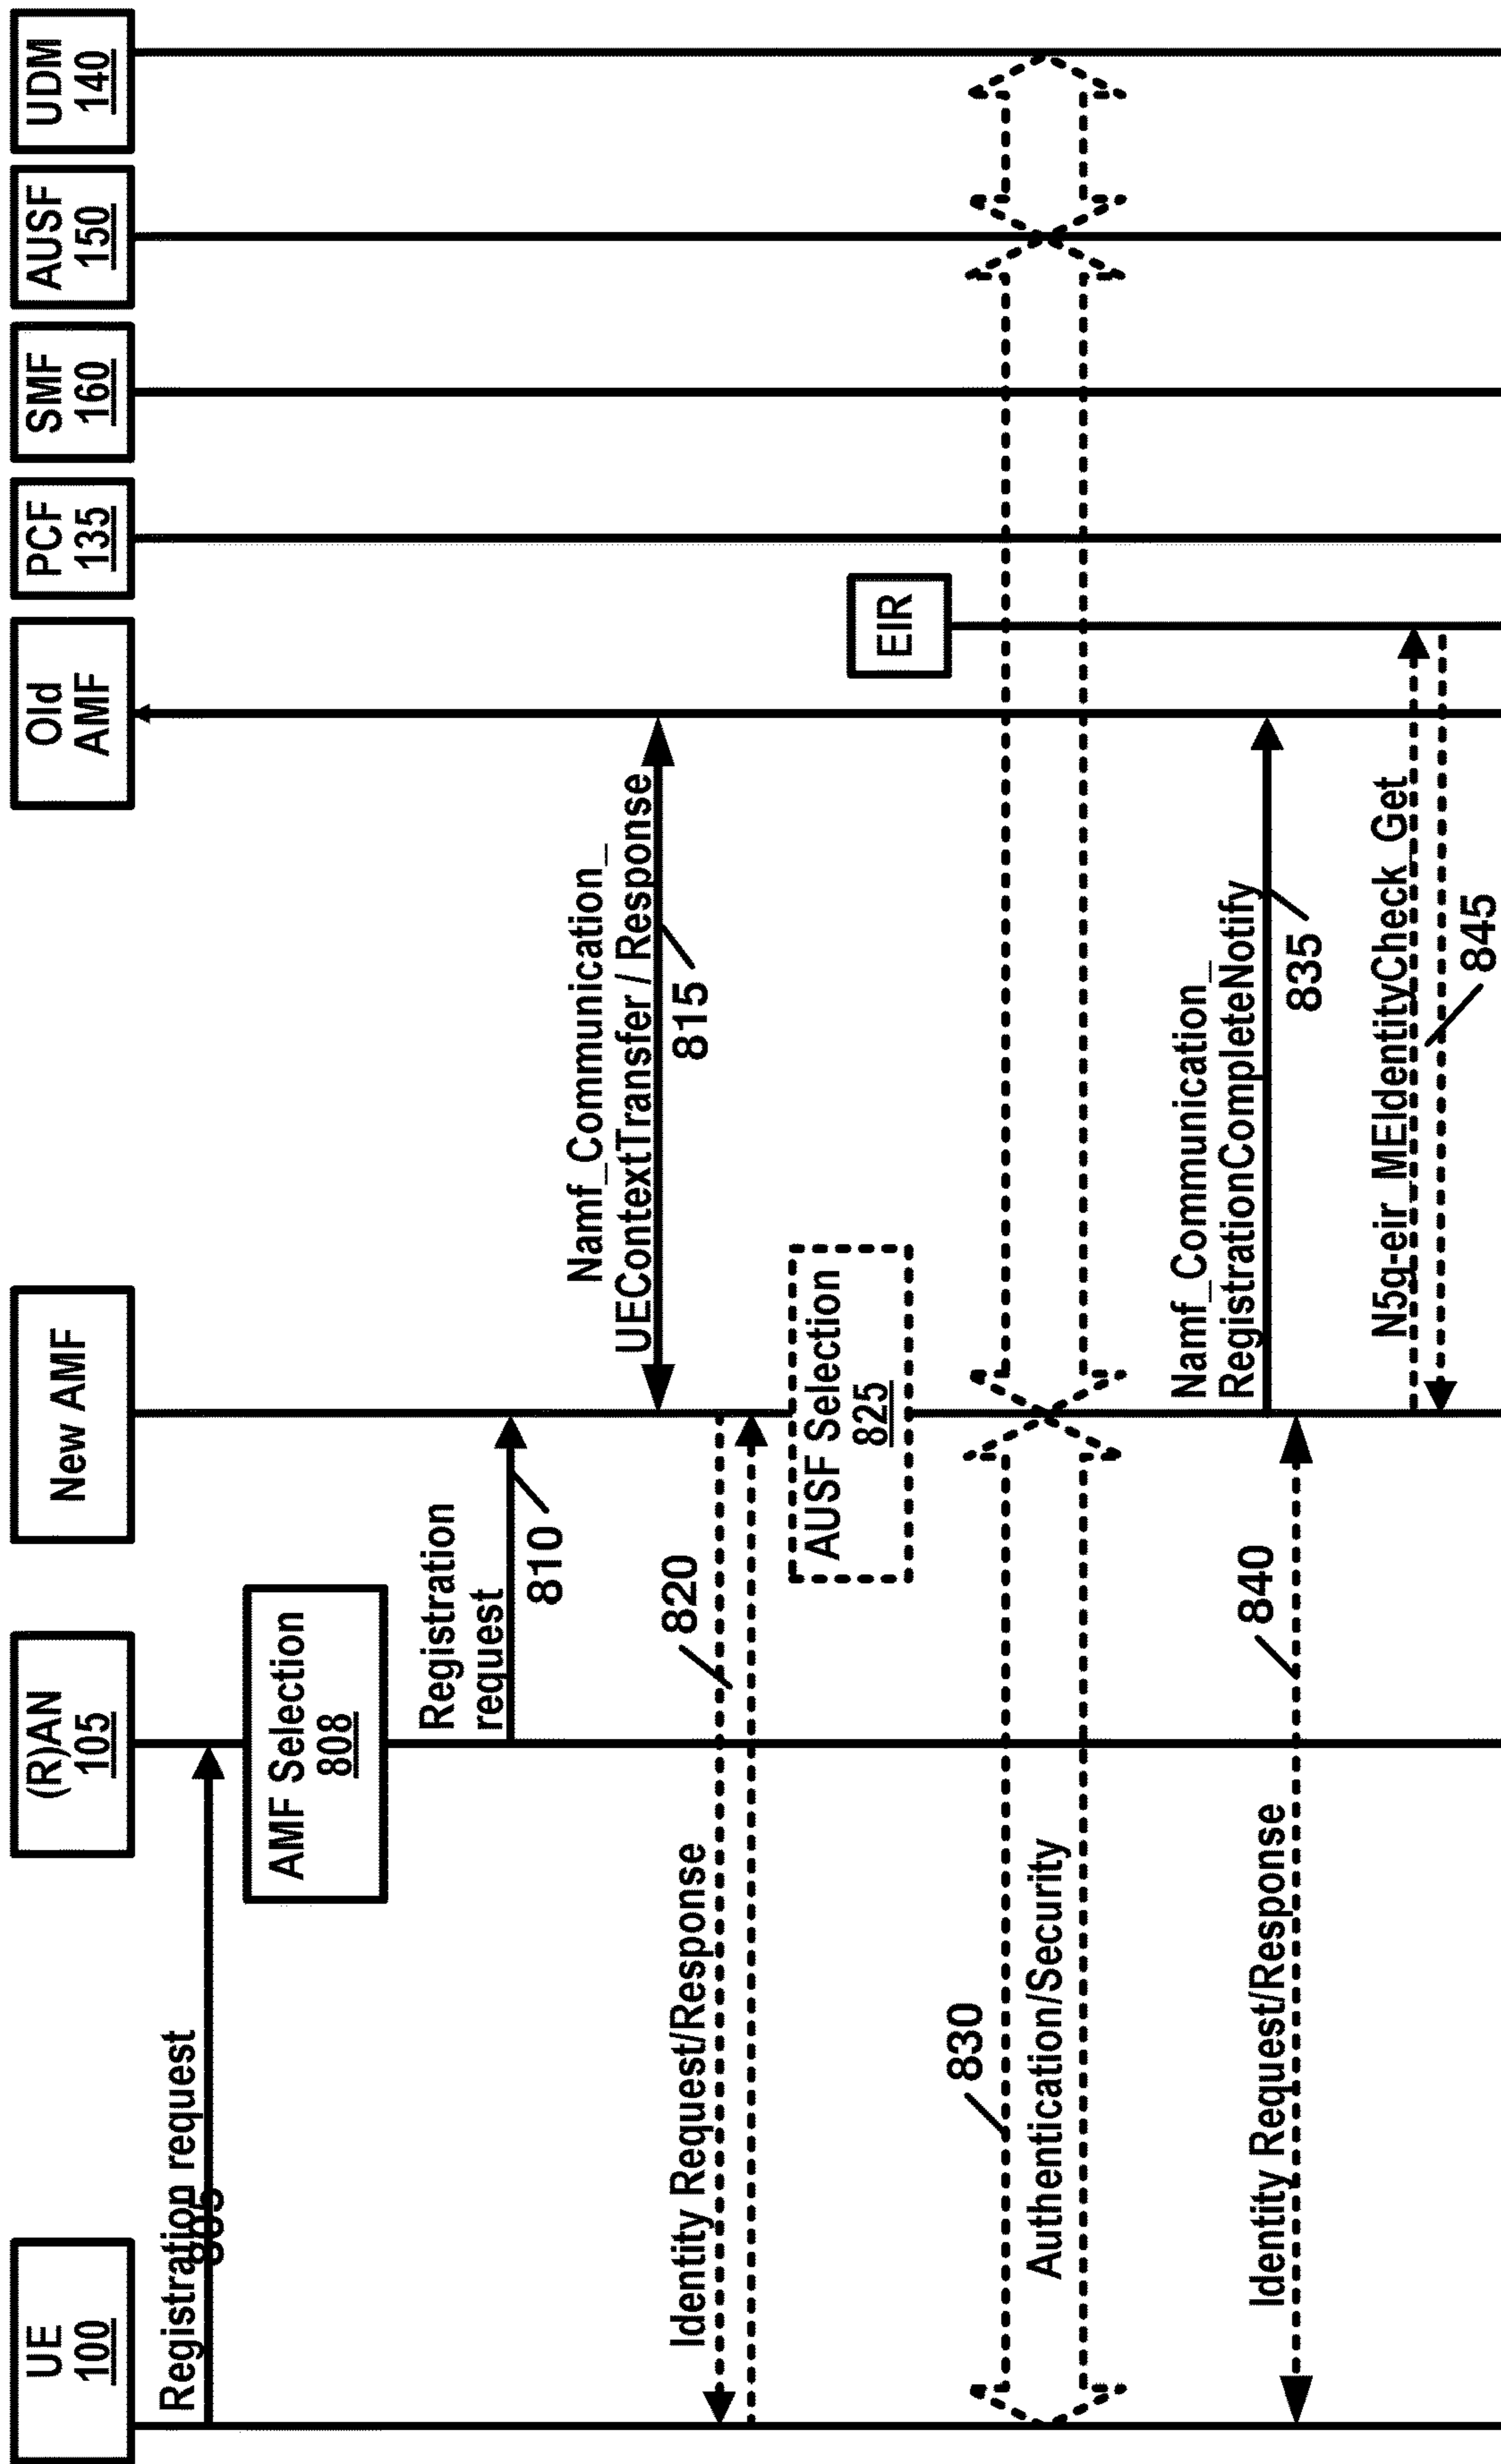 UE
100
(R)AN
105
New AMF
Old
AMF
PCF
135
SMF
160
AUSF
150
UDM
140
Registration request
805
AMF Selection
808
Registration
request
810
Namf_Communication_
UEContextTransfer / Response
815
Identity Request/Response
820
AUSF Selection
825
EIR
830
Authentication/Security
Namf_Communication_
RegistrationCompleteNotify
835
Identity Request/Response
840
N5g-eir_MEIdentityCheck_Get
845